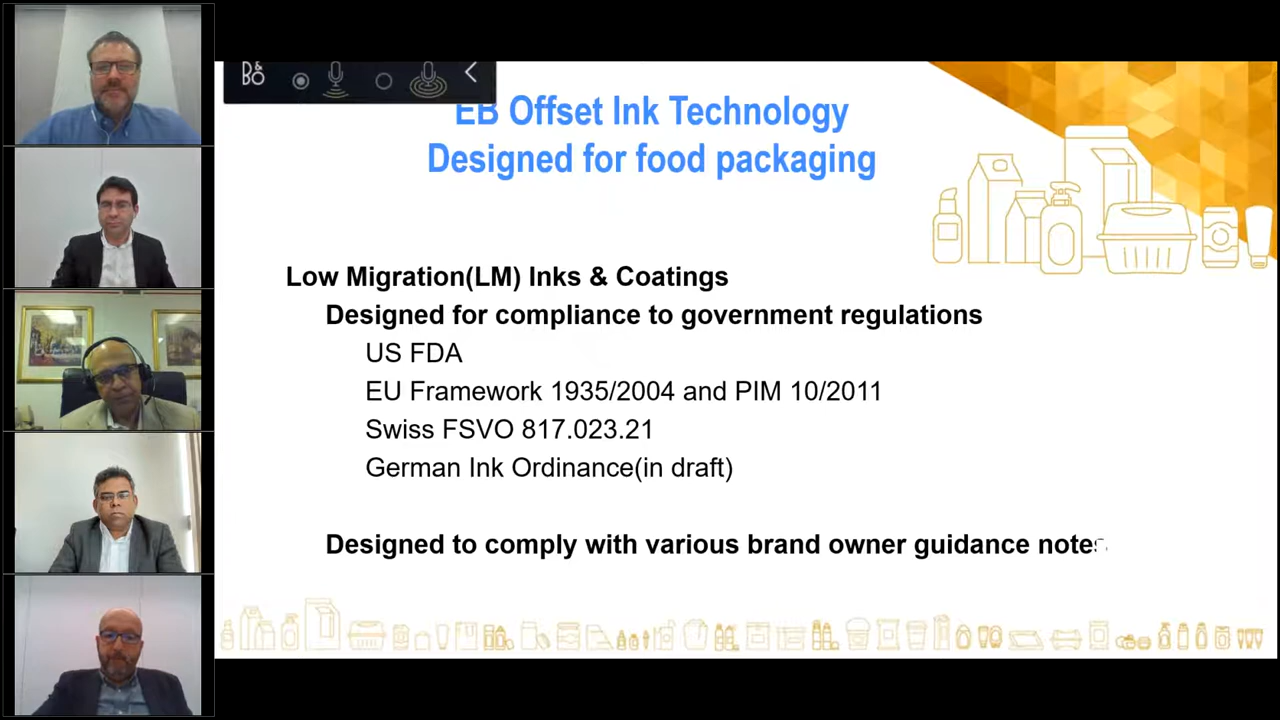 D&
BO
EB Offset Ink Technology
Designed for food packaging
Low Migration(LM) Inks & Coatings
Designed for compliance to government regulations
US FDA
EU Framework 1935/2004 and PIM 10/2011
Swiss FSVO 817.023.21
German Ink Ordinance(in draft)
Designed to comply with various brand owner guidance notes